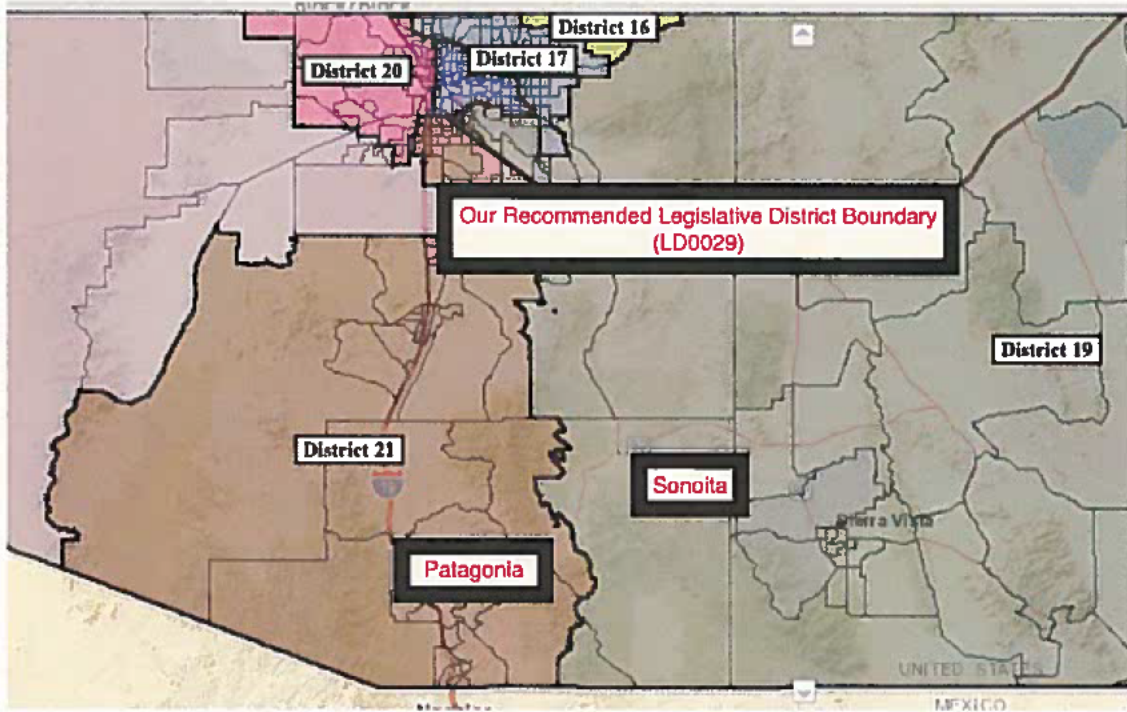 District 16
District 17
District 20
Our Recommended Legislative District Boundary
(LD0029)
District 19
District 21
Sonoita
Sierra Vista
Patagonia
UNITED STATES
MEXICO